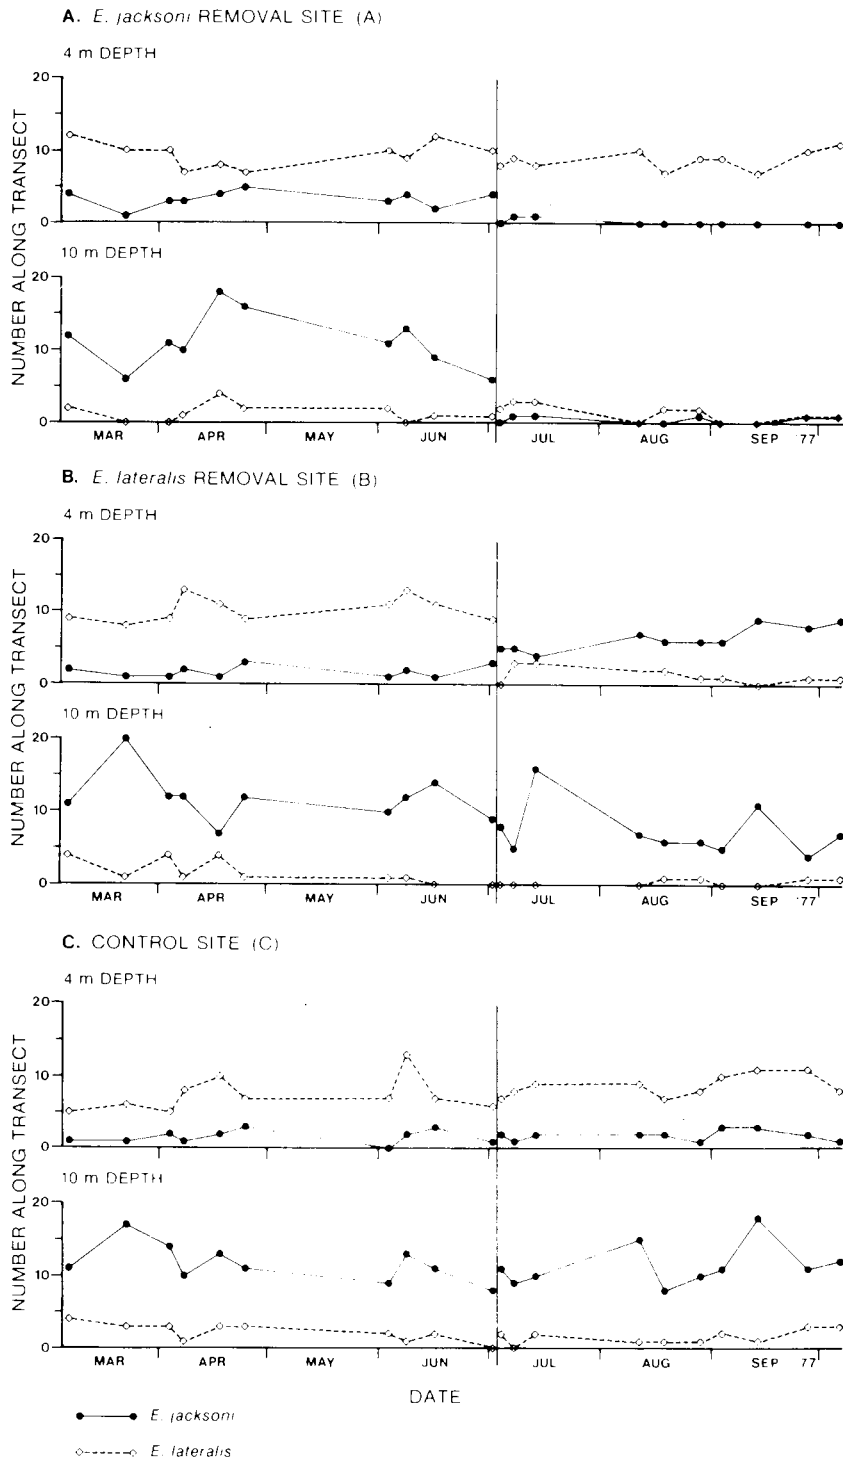 A. E. jacksoni REMOVAL SITE (A)
4 m DEPTH
20
10
0
NUMBER ALONG TRANSECT
10 m DEPTH
20
10
0
MAR APR MAY JUN JUL AUG SEP '77
B. E. lateralis REMOVAL SITE (B)
4 m DEPTH
20
10
0
NUMBER ALONG TRANSECT
10 m DEPTH
20
10
0
MAR APR MAY JUN JUL AUG SEP '77
C. CONTROL SITE (C)
4 m DEPTH
20
10
0
NUMBER ALONG TRANSECT
10 m DEPTH
20
10
0
MAR APR MAY JUN JUL AUG SEP 77
DATE
E. jacksoni
E. lateralis